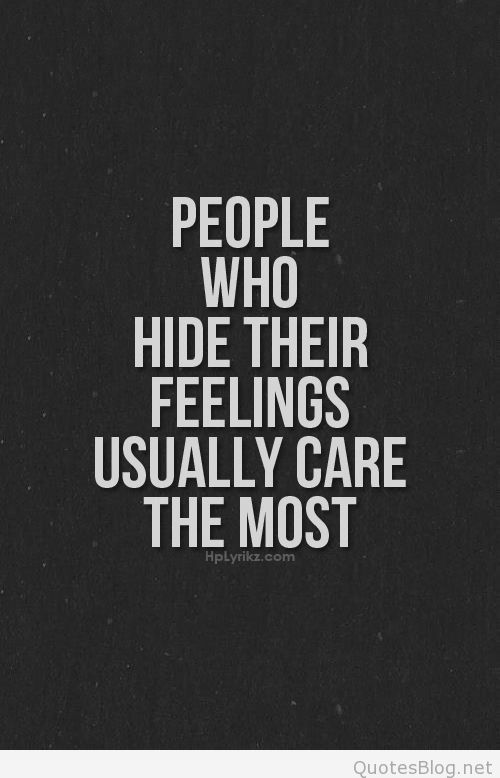 PEOPLE
WHO
HIDE THEIR
FEELINGS
USUALLY CARE
THE MOST
HpLyrikz.com
QuotesBlog.net